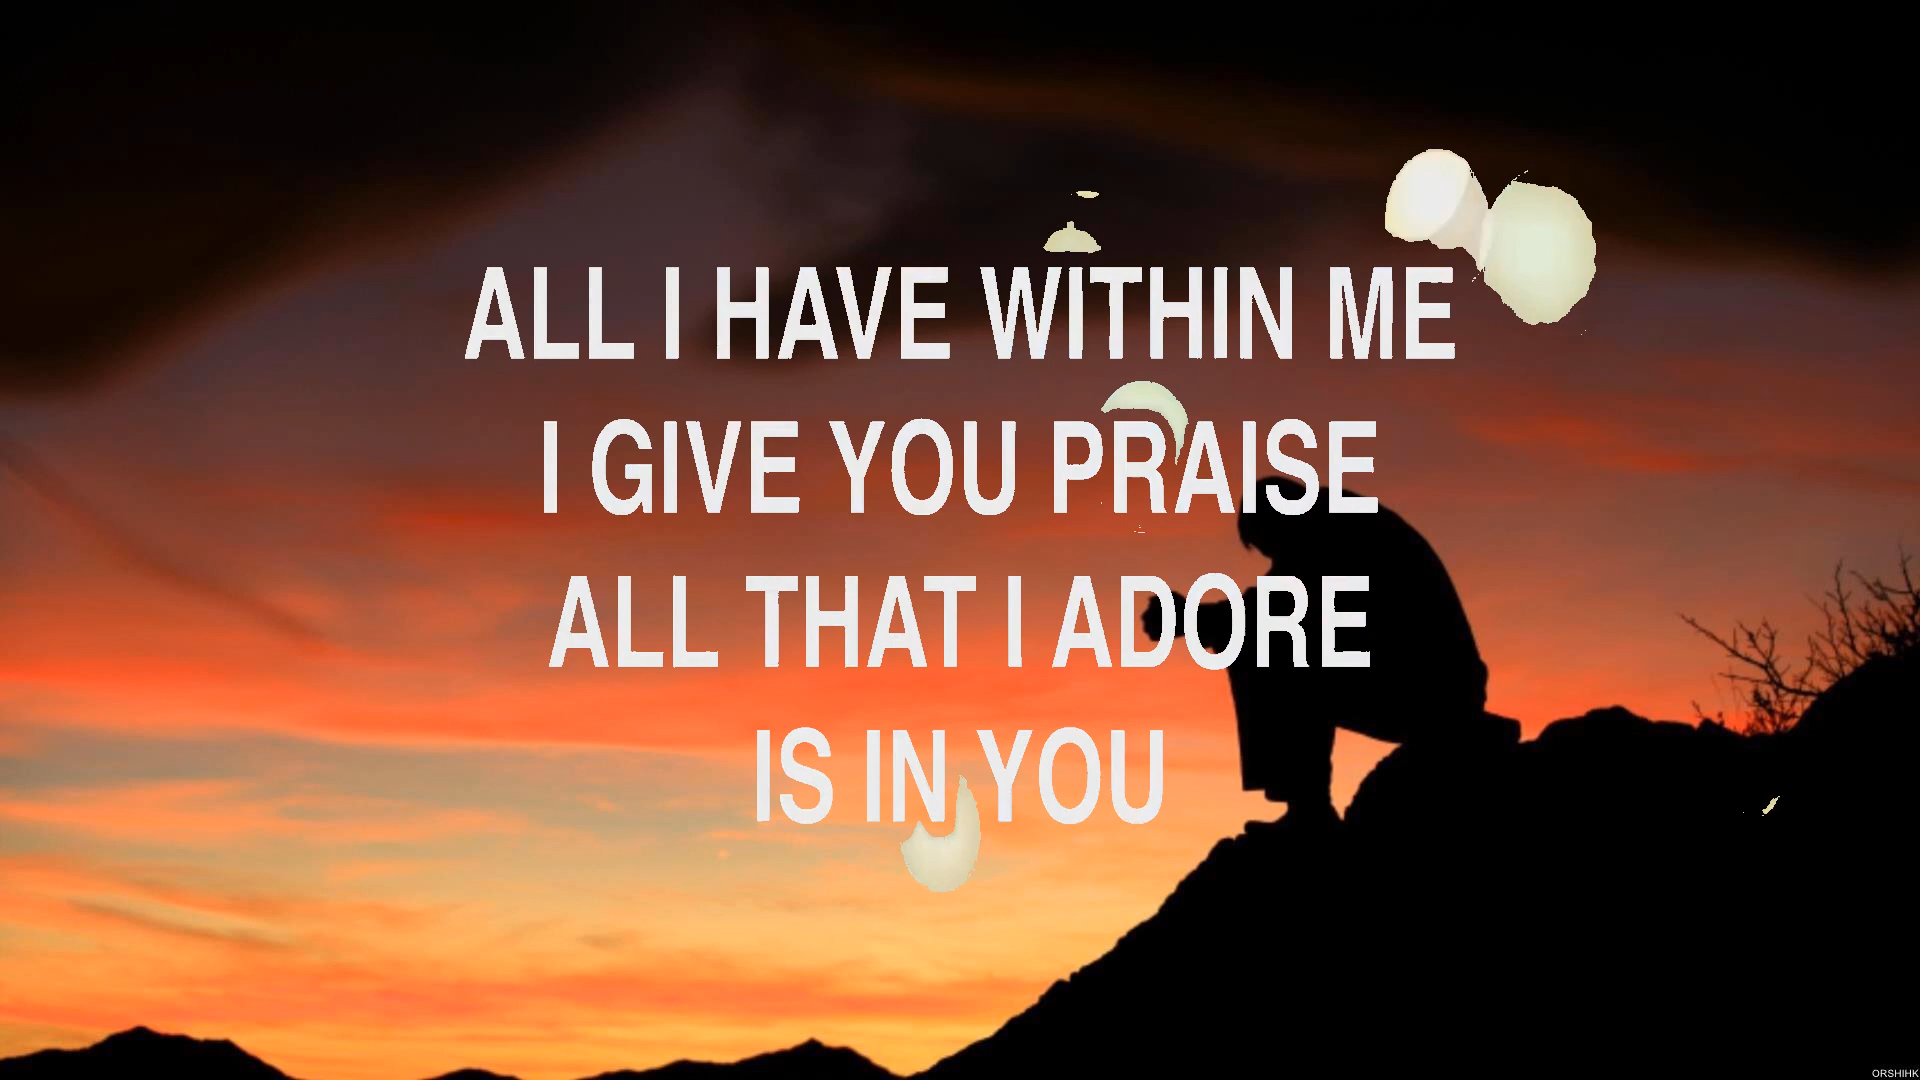 ALL I HAVE WITHIN ME
I GIVE YOU PRAISE
ALL THAT I ADORE
IS IN YOU
ORSHIHK